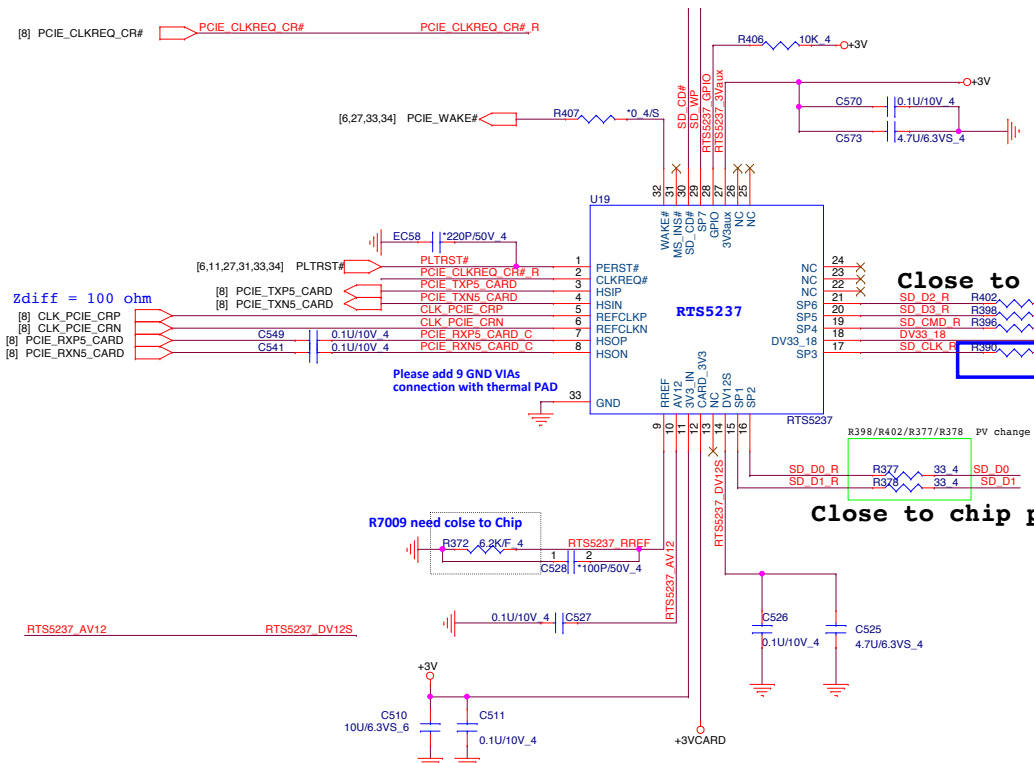 [8] PCIE_CLKREQ_CR# PCIE_CLKREQ_CR# PCIE_CLKREQ_CR#_R
R406 10K_4 +3V
SD_CD#
SD_WP
RTS5237_GPIO
RTS5237_3Vaux
+3V
C570 0.1U/10V_4
C573 4.7U/6.3VS_4
[6,27,33,34] PCIE_WAKE# R407 *0_4/S
32
31
30
29
28
27
26
25
U19
WAKE#
MS_INS#
SD_CD#
SP7
GPIO
3V3aux
NC
NC
EC58 *220P/50V_4
[6,11,27,31,33,34] PLTRST# PLTRST# 1 PERST#
PCIE_CLKREQ_CR#_R 2 CLKREQ#
[8] PCIE_TXP5_CARD PCIE_TXP5_CARD 3 HSIP
[8] PCIE_TXN5_CARD PCIE_TXN5_CARD 4 HSIN
Zdiff = 100 ohm
[8] CLK_PCIE_CRP CLK_PCIE_CRP 5 REFCLKP
[8] CLK_PCIE_CRN CLK_PCIE_CRN 6 REFCLKN
[8] PCIE_RXP5_CARD C549 0.1U/10V_4 PCIE_RXP5_CARD_C 7 HSOP
[8] PCIE_RXN5_CARD C541 0.1U/10V_4 PCIE_RXN5_CARD_C 8 HSON
RTS5237
NC 24
NC 23
NC 22
Close to
SP6 21 SD_D2_R R402
SP5 20 SD_D3_R R398
SP4 19 SD_CMD_R R396
DV33_18 18 DV33_18
SP3 17 SD_CLK_R R390
Please add 9 GND VIAs
connection with thermal PAD
33 GND
RREF
AV12
3V3_IN
CARD_3V3
NC
DV12S
SP1
SP2
RTS5237
9
10
11
12
13
14
15
16
R398/R402/R377/R378 PV change
SD_D0_R R377 33_4 SD_D0
SD_D1_R R378 33_4 SD_D1
Close to chip p
RTS5237_DV12S
R7009 need colse to Chip
R372 6.2K/F_4 RTS5237_RREF
1 2
C528 *100P/50V_4
RTS5237_AV12
0.1U/10V_4 C527
C526
0.1U/10V_4
C525
4.7U/6.3VS_4
RTS5237_AV12 RTS5237_DV12S
+3V
C510
10U/6.3VS_6
C511
0.1U/10V_4
+3VCARD